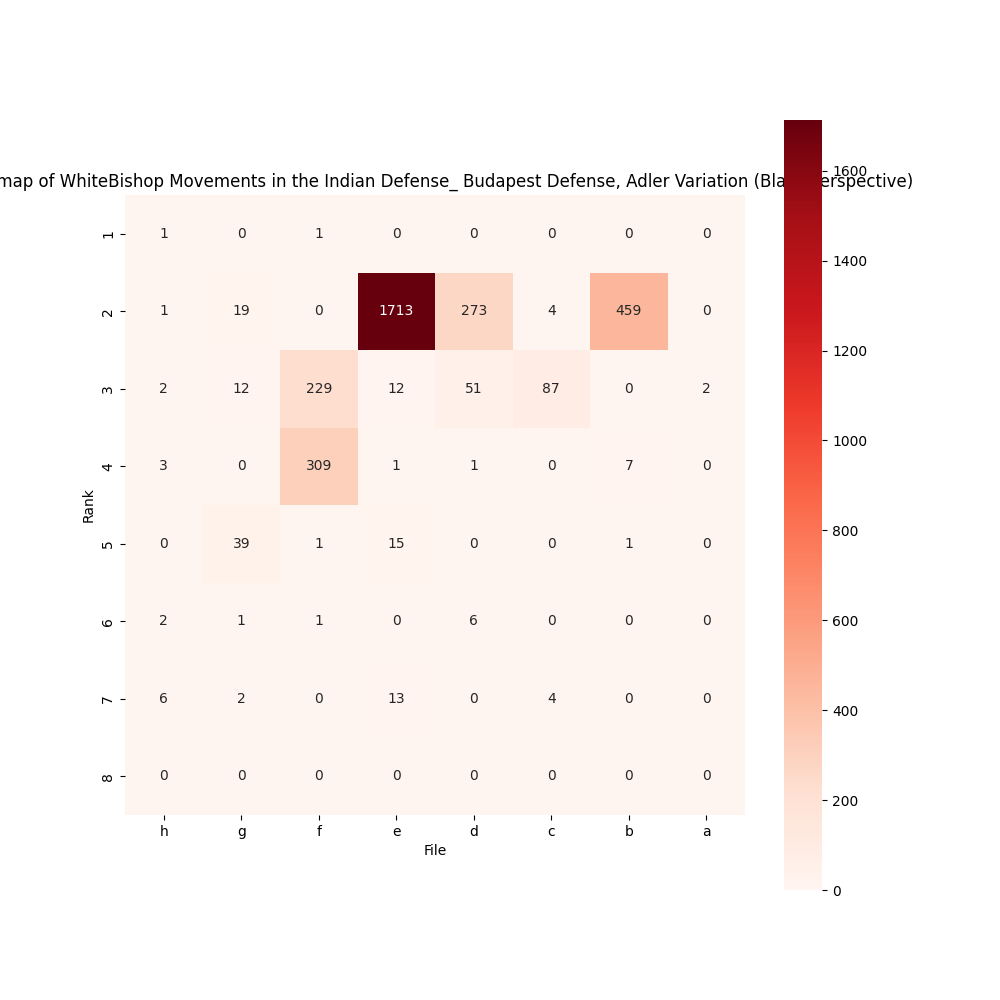 map of WhiteBishop Movements in the Indian Defense_ Budapest Defense, Adler Variation (Bla erspective)
1 1 0 1 0 0 0 0 0
2 1 19 0 1713 273 4 459 0
3 2 12 229 12 51 87 0 2
4 3 0 309 1 1 0 7 0
5 0 39 1 15 0 0 1 0
6 2 1 1 0 6 0 0 0
7 6 2 0 13 0 4 0 0
8 0 0 0 0 0 0 0 0
h g f e d c b a
File
Rank
1600
1400
1200
1000
800
600
400
200
0